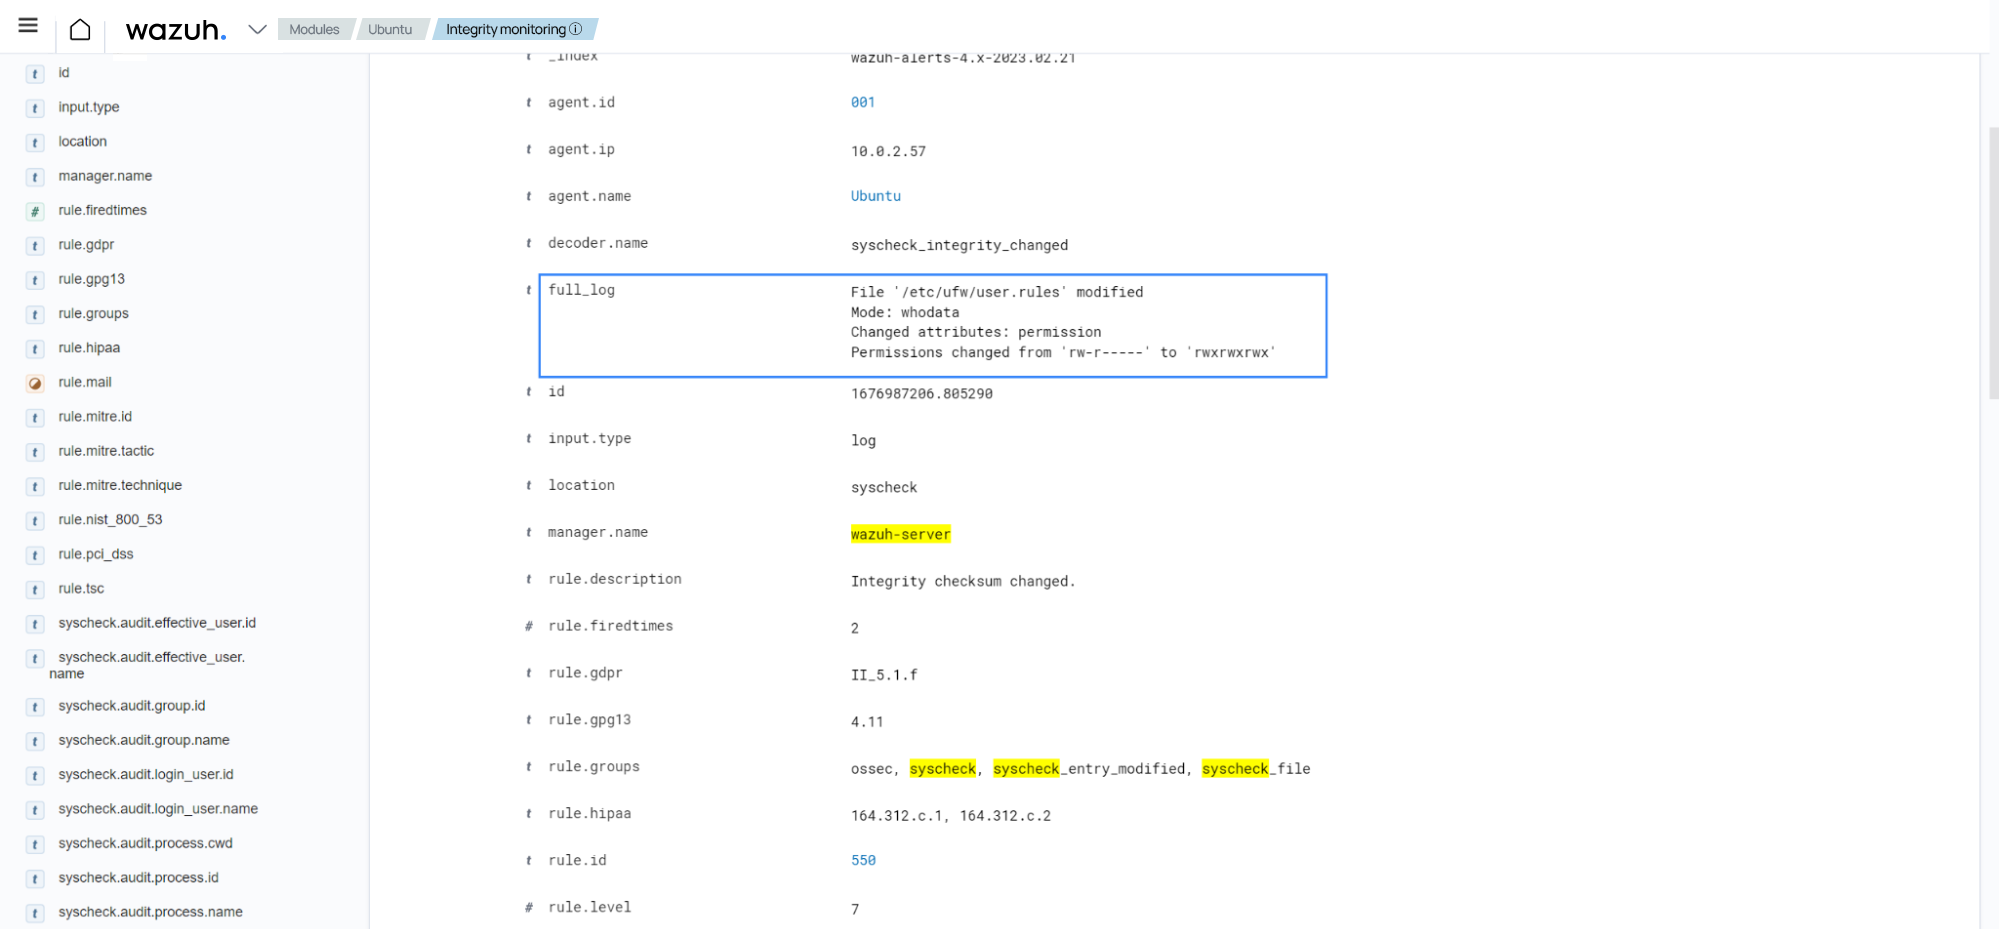 wazuh.
Modules
Ubuntu
Integrity monitoring
id
input.type
location
manager.name
rule.firedtimes
rule.gdpr
rule.gpg13
rule.groups
rule.hipaa
rule.mail
rule.mitre.id
rule.mitre.tactic
rule.mitre.technique
rule.nist_800_53
rule.pci_dss
rule.tsc
syscheck.audit.effective_user.id
syscheck.audit.effective_user.
name
syscheck.audit.group.id
syscheck.audit.group.name
syscheck.audit.login_user.id
syscheck.audit.login_user.name
syscheck.audit.process.cwd
syscheck.audit.process.id
syscheck.audit.process.name
t _index wazuh-alerts-4.x-2023.02.21
t agent.id 001
t agent.ip 10.0.2.57
t agent.name Ubuntu
t decoder.name syscheck_integrity_changed
t full_log File '/etc/ufw/user.rules' modified
Mode: whodata
Changed attributes: permission
Permissions changed from 'rw-r-----' to 'rwxrwxrwx'
t id 1676987206.805290
t input.type log
t location syscheck
t manager.name wazuh-server
t rule.description Integrity checksum changed.
# rule.firedtimes 2
t rule.gdpr II_5.1.f
t rule.gpg13 4.11
t rule.groups ossec, syscheck, syscheck_entry_modified, syscheck_file
t rule.hipaa 164.312.c.1, 164.312.c.2
t rule.id 550
# rule.level 7